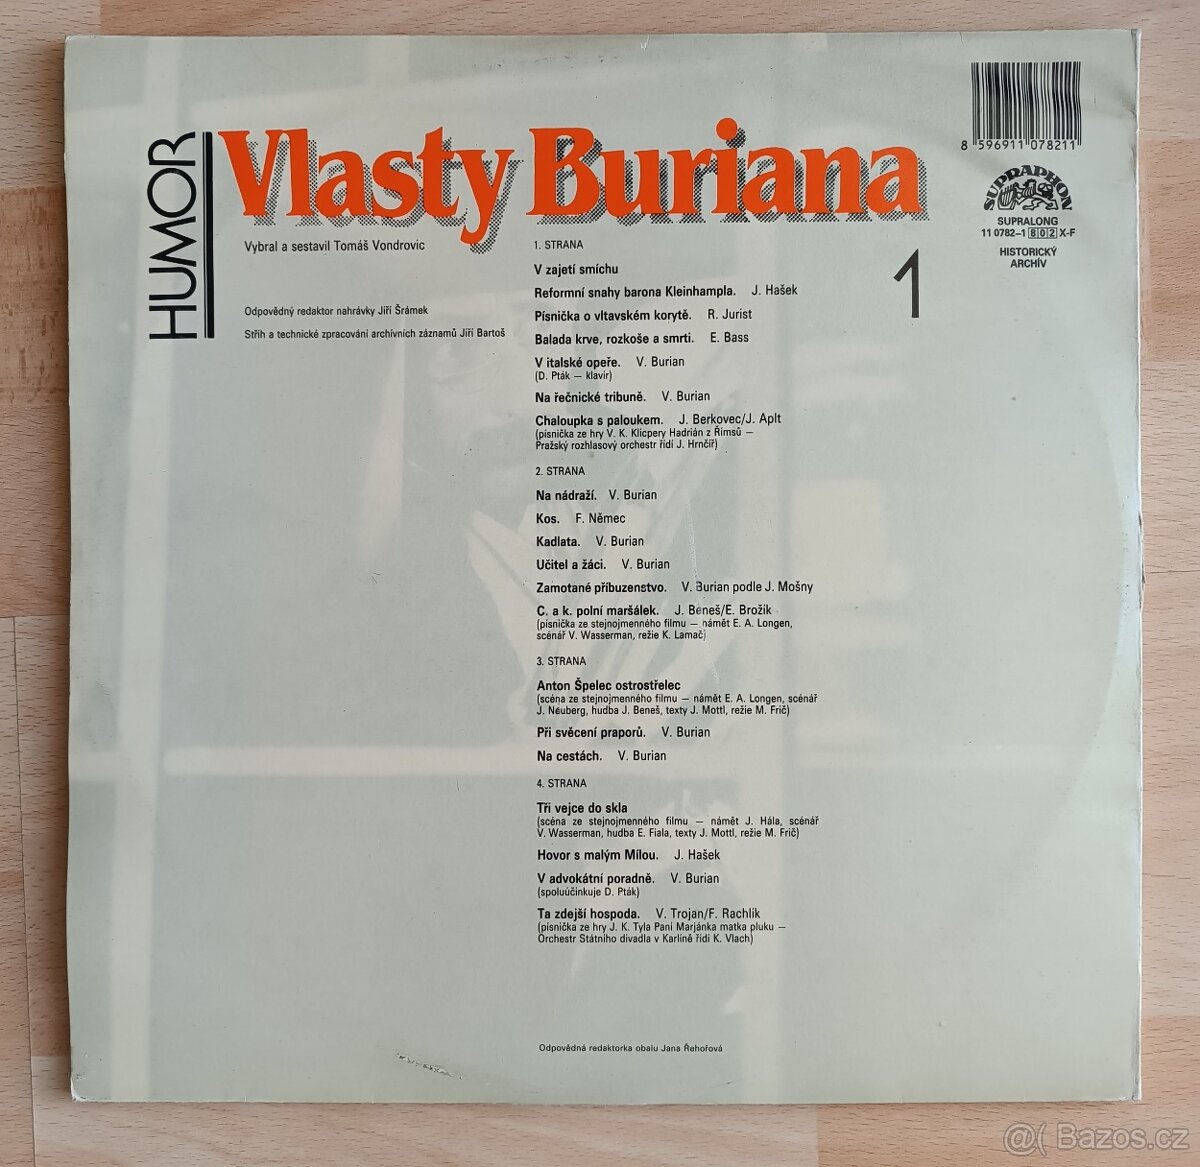 HUMOR
Vlasty Buriana
1
8 596911 078211
SUPRAPHON
SUPRALONG
11 0782-1 802 X-F
HISTORICKÝ
ARCHÍV
Vybral a sestavil Tomáš Vondrovic
Odpovědný redaktor nahrávky Jiří Šrámek
Střih a technické zpracování archivních záznamů Jiří Bartoš
1. STRANA
V zajetí smíchu
Reformní snahy barona Kleinhampla. J. Hašek
Písnička o vltavském korytě. R. Jurist
Balada krve, rozkoše a smrti. E. Bass
V italské opeře. V. Burian
(D. Pták — klavír)
Na řečnické tribuně. V. Burian
Chaloupka s paloukem. J. Berkovec/J. Aplt
(písnička ze hry V. K. Klicpery Hadrián z Římsů —
Pražský rozhlasový orchestr řídí J. Hrnčíř)
2. STRANA
Na nádraží. V. Burian
Kos. F. Němec
Kadlata. V. Burian
Učitel a žáci. V. Burian
Zamotané příbuzenstvo. V. Burian podle J. Mošny
C. a k. polní maršálek. J. Beneš/E. Brožík
(písnička ze stejnojmenného filmu — námět E. A. Longen,
scénář V. Wasserman, režie K. Lamač)
3. STRANA
Anton Špelec ostrostřelec
(scéna ze stejnojmenného filmu — námět E. A. Longen, scénář
J. Neuberg, hudba J. Beneš, texty J. Mottl, režie M. Frič)
Při svěcení praporů. V. Burian
Na cestách. V. Burian
4. STRANA
Tři vejce do skla
(scéna ze stejnojmenného filmu — námět J. Hála, scénář
V. Wasserman, hudba E. Fiala, texty J. Mottl, režie M. Frič)
Hovor s malým Mílou. J. Hašek
V advokátní poradně. V. Burian
(spoluúčinkuje D. Pták)
Ta zdejší hospoda. V. Trojan/F. Rachlík
(písnička ze hry J. K. Tyla Paní Marjánka matka pluku —
Orchestr Státního divadla v Karlíně řídí K. Vlach)
Odpovědná redaktorka obalu Jana Řehořová
@( Bazos.cz